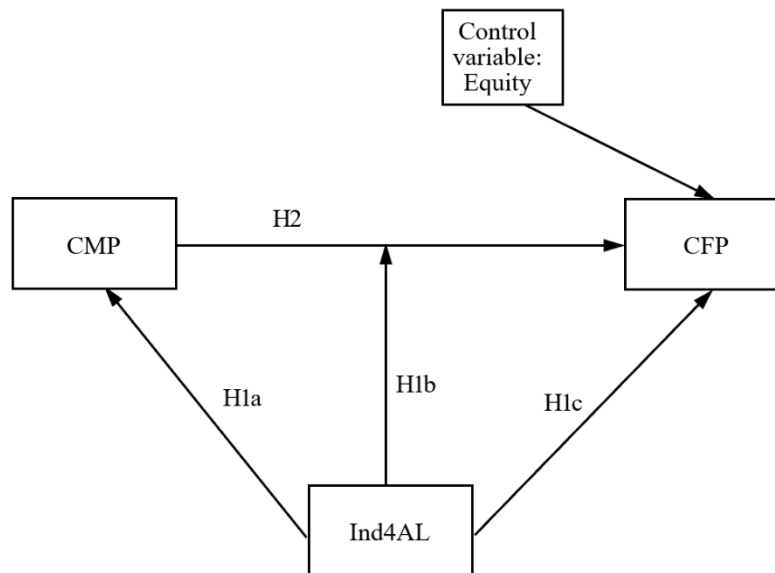 Control
variable:
Equity
H2
CMP
CFP
H1a
H1b
H1c
Ind4AL